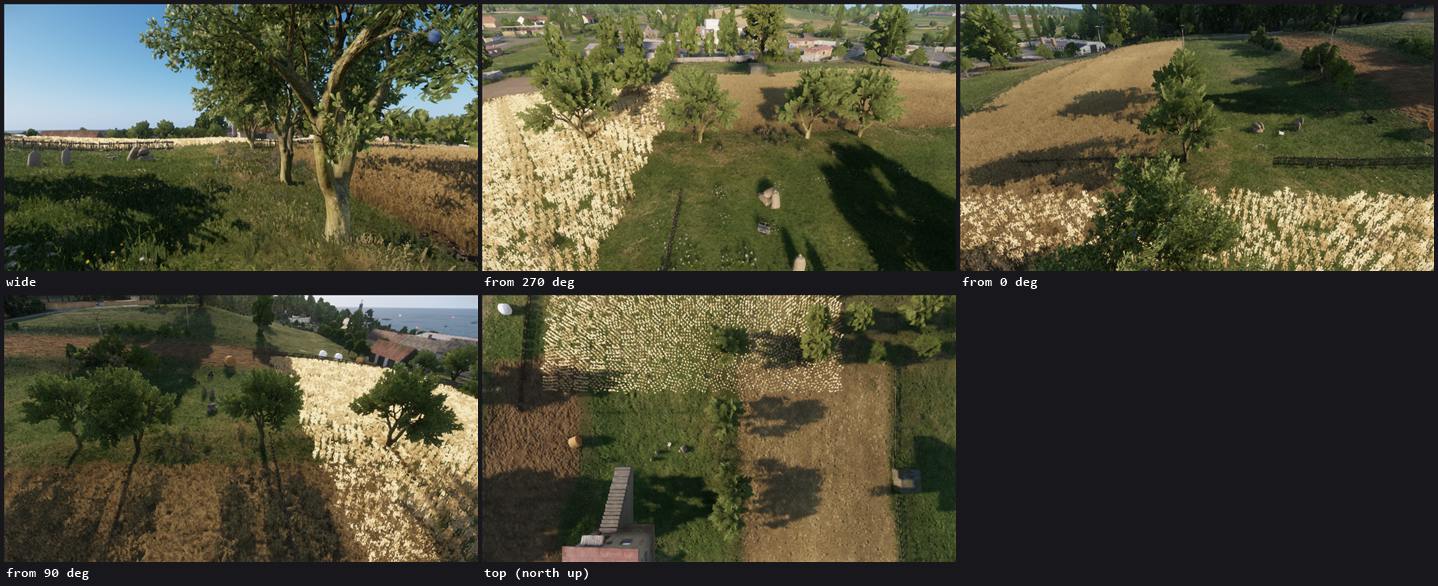 wide
from 270 deg
from 0 deg
from 90 deg
top (north up)